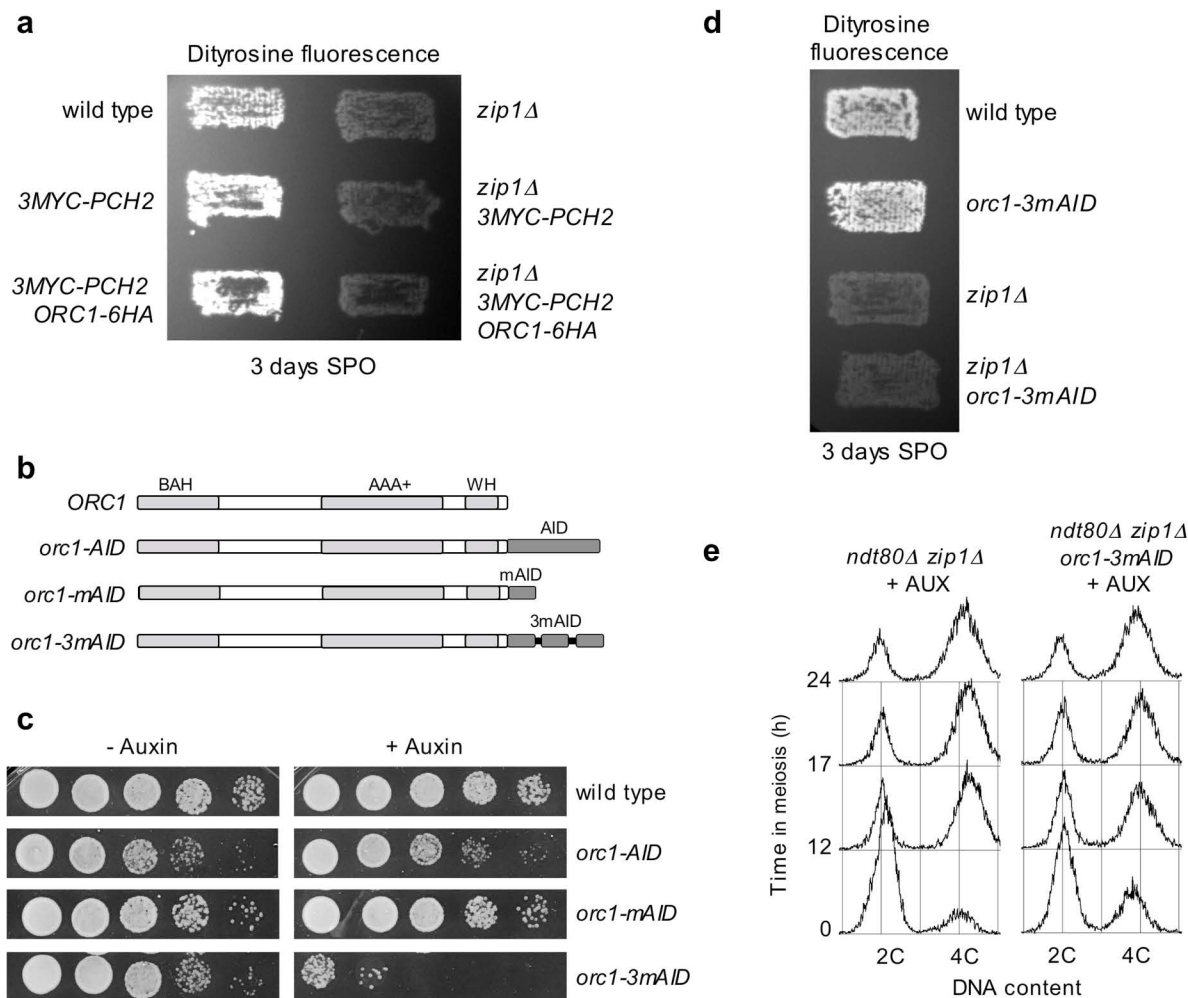 a
Dityrosine fluorescence
wild type
zip1Δ
3MYC-PCH2
zip1Δ
3MYC-PCH2
3MYC-PCH2
ORC1-6HA
zip1Δ
3MYC-PCH2
ORC1-6HA
3 days SPO
b
BAH
AAA+
WH
ORC1
AID
orc1-AID
mAID
orc1-mAID
3mAID
orc1-3mAID
c
- Auxin
+ Auxin
wild type
orc1-AID
orc1-mAID
orc1-3mAID
d
Dityrosine
fluorescence
wild type
orc1-3mAID
zip1Δ
zip1Δ
orc1-3mAID
3 days SPO
e
ndt80Δ zip1Δ
+ AUX
ndt80Δ zip1Δ
orc1-3mAID
+ AUX
Time in meiosis (h)
24
17
12
0
2C 4C 2C 4C
DNA content